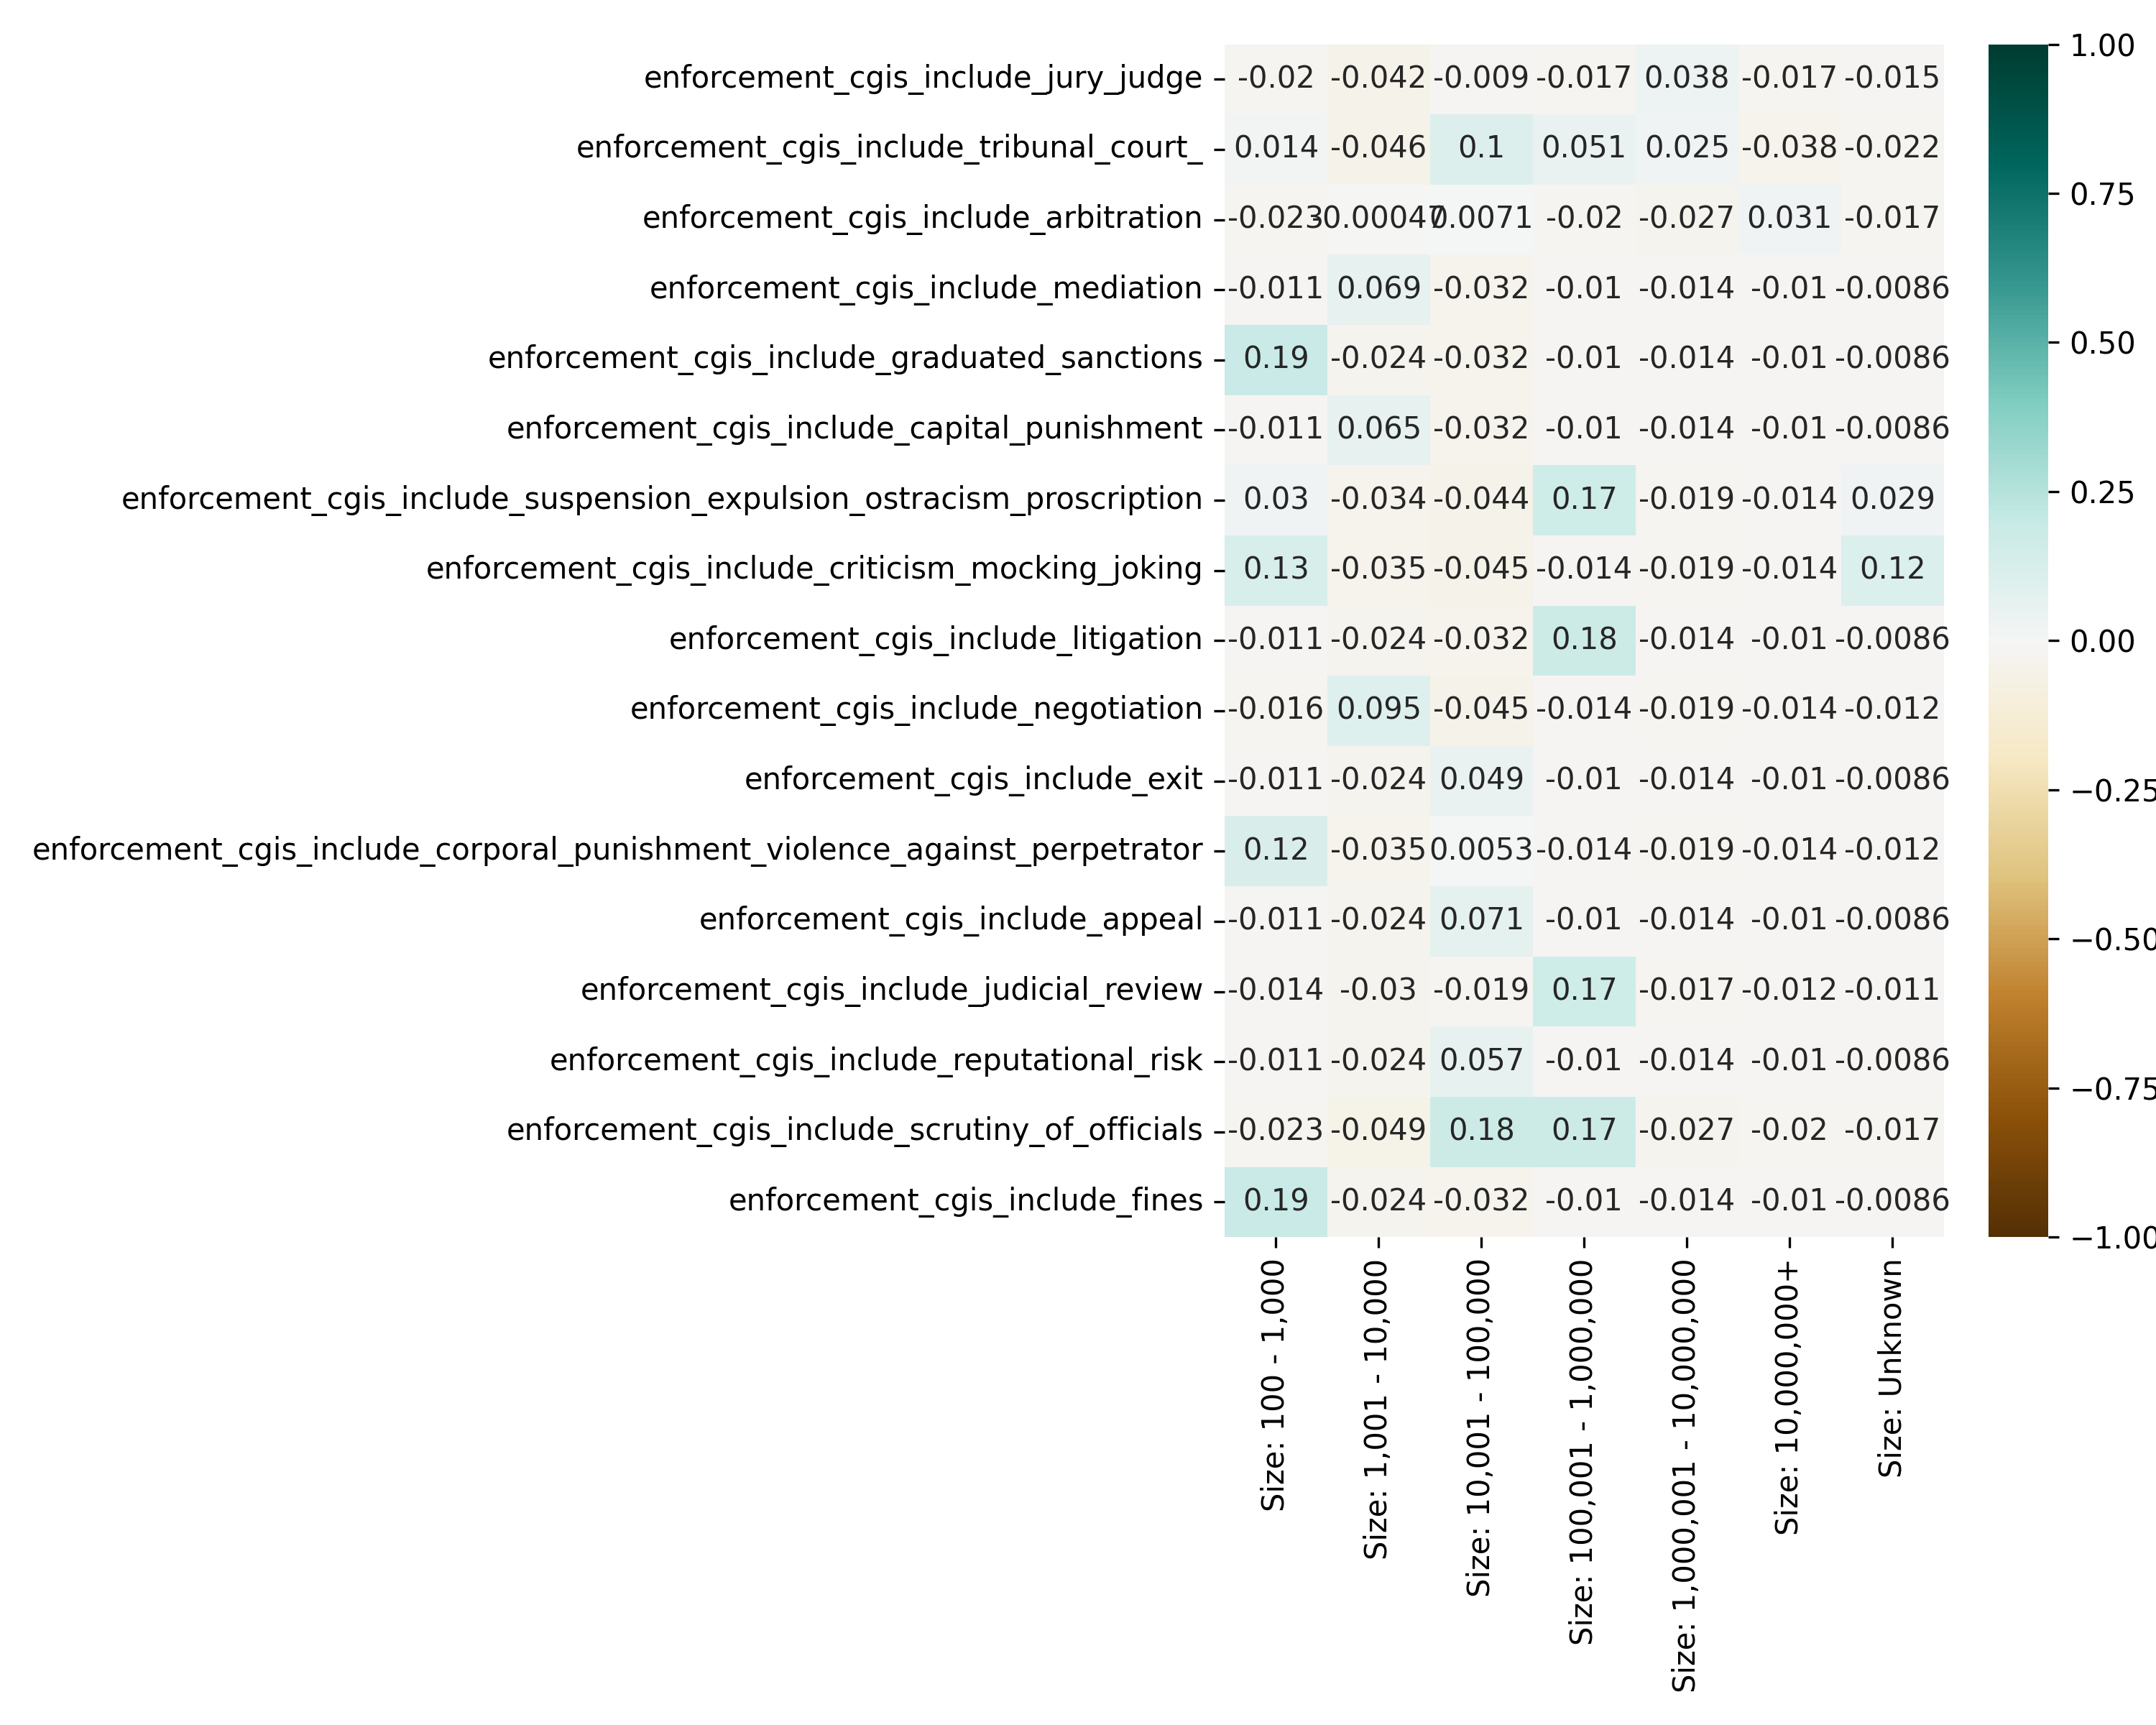 enforcement_cgis_include_jury_judge -0.02 -0.042 -0.009 -0.017 0.038 -0.017 -0.015
enforcement_cgis_include_tribunal_court_ 0.014 -0.046 0.1 0.051 0.025 -0.038 -0.022
enforcement_cgis_include_arbitration -0.023 -0.00047 0.0071 -0.02 -0.027 0.031 -0.017
enforcement_cgis_include_mediation -0.011 0.069 -0.032 -0.01 -0.014 -0.01 -0.0086
enforcement_cgis_include_graduated_sanctions 0.19 -0.024 -0.032 -0.01 -0.014 -0.01 -0.0086
enforcement_cgis_include_capital_punishment -0.011 0.065 -0.032 -0.01 -0.014 -0.01 -0.0086
enforcement_cgis_include_suspension_expulsion_ostracism_proscription 0.03 -0.034 -0.044 0.17 -0.019 -0.014 0.029
enforcement_cgis_include_criticism_mocking_joking 0.13 -0.035 -0.045 -0.014 -0.019 -0.014 0.12
enforcement_cgis_include_litigation -0.011 -0.024 -0.032 0.18 -0.014 -0.01 -0.0086
enforcement_cgis_include_negotiation -0.016 0.095 -0.045 -0.014 -0.019 -0.014 -0.012
enforcement_cgis_include_exit -0.011 -0.024 0.049 -0.01 -0.014 -0.01 -0.0086
enforcement_cgis_include_corporal_punishment_violence_against_perpetrator 0.12 -0.035 0.0053 -0.014 -0.019 -0.014 -0.012
enforcement_cgis_include_appeal -0.011 -0.024 0.071 -0.01 -0.014 -0.01 -0.0086
enforcement_cgis_include_judicial_review -0.014 -0.03 -0.019 0.17 -0.017 -0.012 -0.011
enforcement_cgis_include_reputational_risk -0.011 -0.024 0.057 -0.01 -0.014 -0.01 -0.0086
enforcement_cgis_include_scrutiny_of_officials -0.023 -0.049 0.18 0.17 -0.027 -0.02 -0.017
enforcement_cgis_include_fines 0.19 -0.024 -0.032 -0.01 -0.014 -0.01 -0.0086
Size: 100 - 1,000
Size: 1,001 - 10,000
Size: 10,001 - 100,000
Size: 100,001 - 1,000,000
Size: 1,000,001 - 10,000,000
Size: 10,000,000+
Size: Unknown
1.00
0.75
0.50
0.25
0.00
−0.25
−0.50
−0.75
−1.00